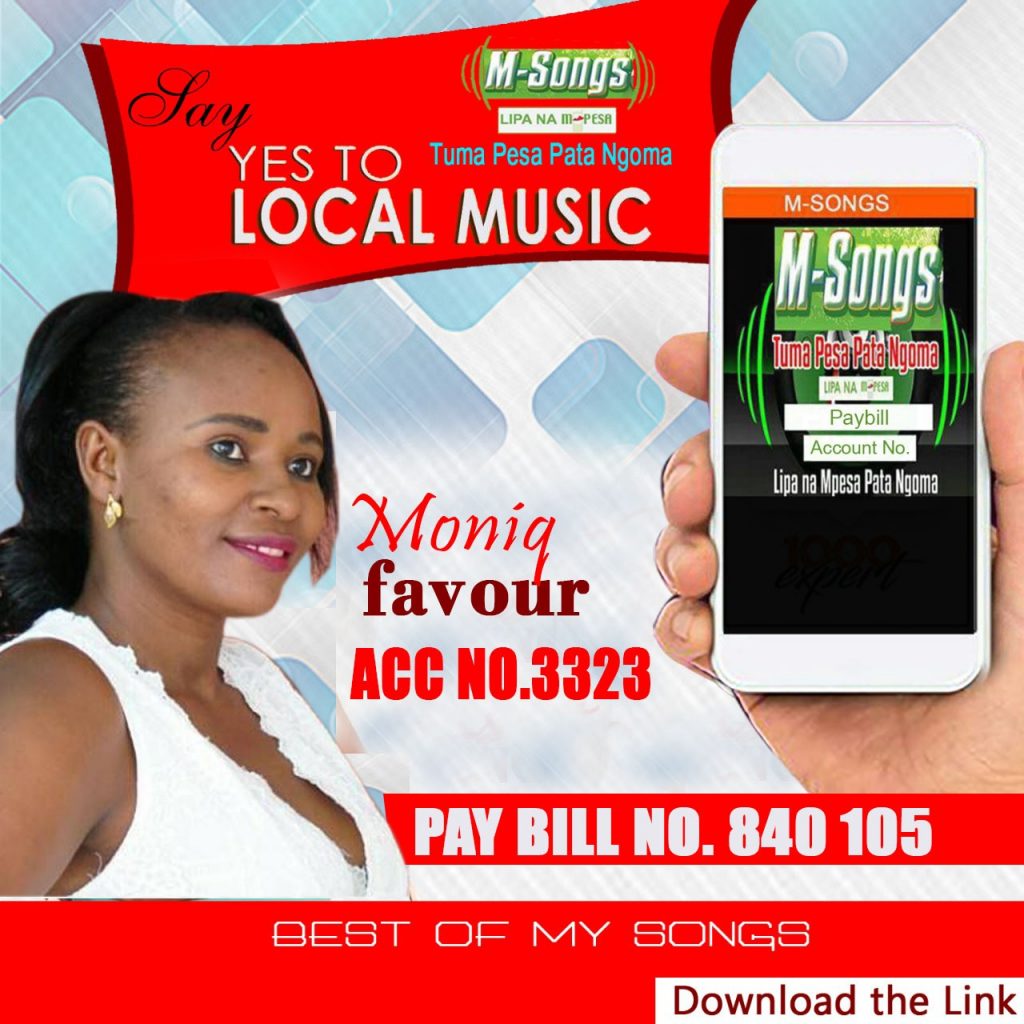 Say
YES TO
LOCAL MUSIC
M-Songs
LIPA NA M-PESA
Tuma Pesa Pata Ngoma
M-SONGS
M-Songs
Tuma Pesa Pata Ngoma
LIPA NA M-PESA
Paybill
Account No.
Lipa na Mpesa Pata Ngoma
1000
expert
Moniq
favour
ACC NO.3323
PAY BILL NO. 840 105
BEST OF MY SONGS
Download the Link